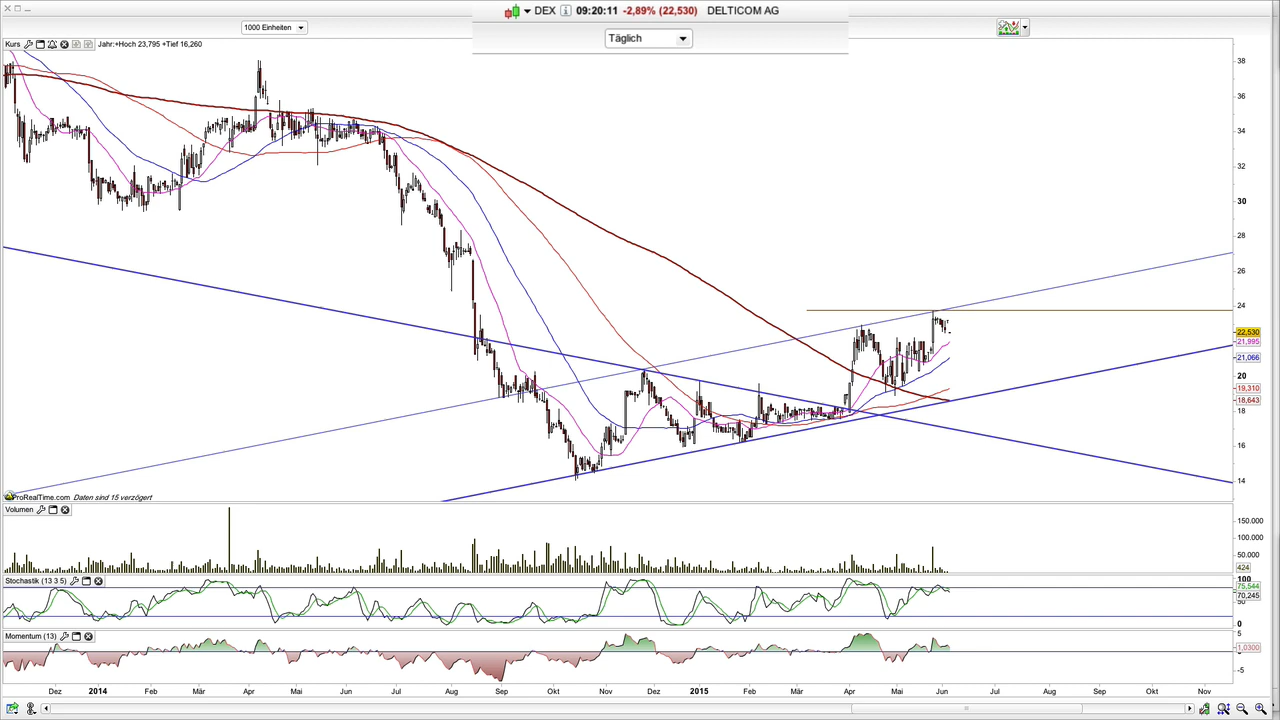 DEX 09:20:11 -2,89% (22,530) DELTICOM AG
1000 Einheiten
Täglich
Kurs
Jahr:+Hoch 23,795 +Tief 16,260
38
36
34
32
30
28
26
24
22,530
21,995
21,066
20
19,310
18,643
18
16
14
ProRealTime.com Daten sind 15 verzögert
Volumen
150.000
100.000
50.000
424
Stochastik (13 3 5)
100
75,544
70,245
50
0
Momentum (13)
5
1,0300
-5
Dez 2014 Feb Mär Apr Mai Jun Jul Aug Sep Okt Nov Dez 2015 Feb Mär Apr Mai Jun Jul Aug Sep Okt Nov